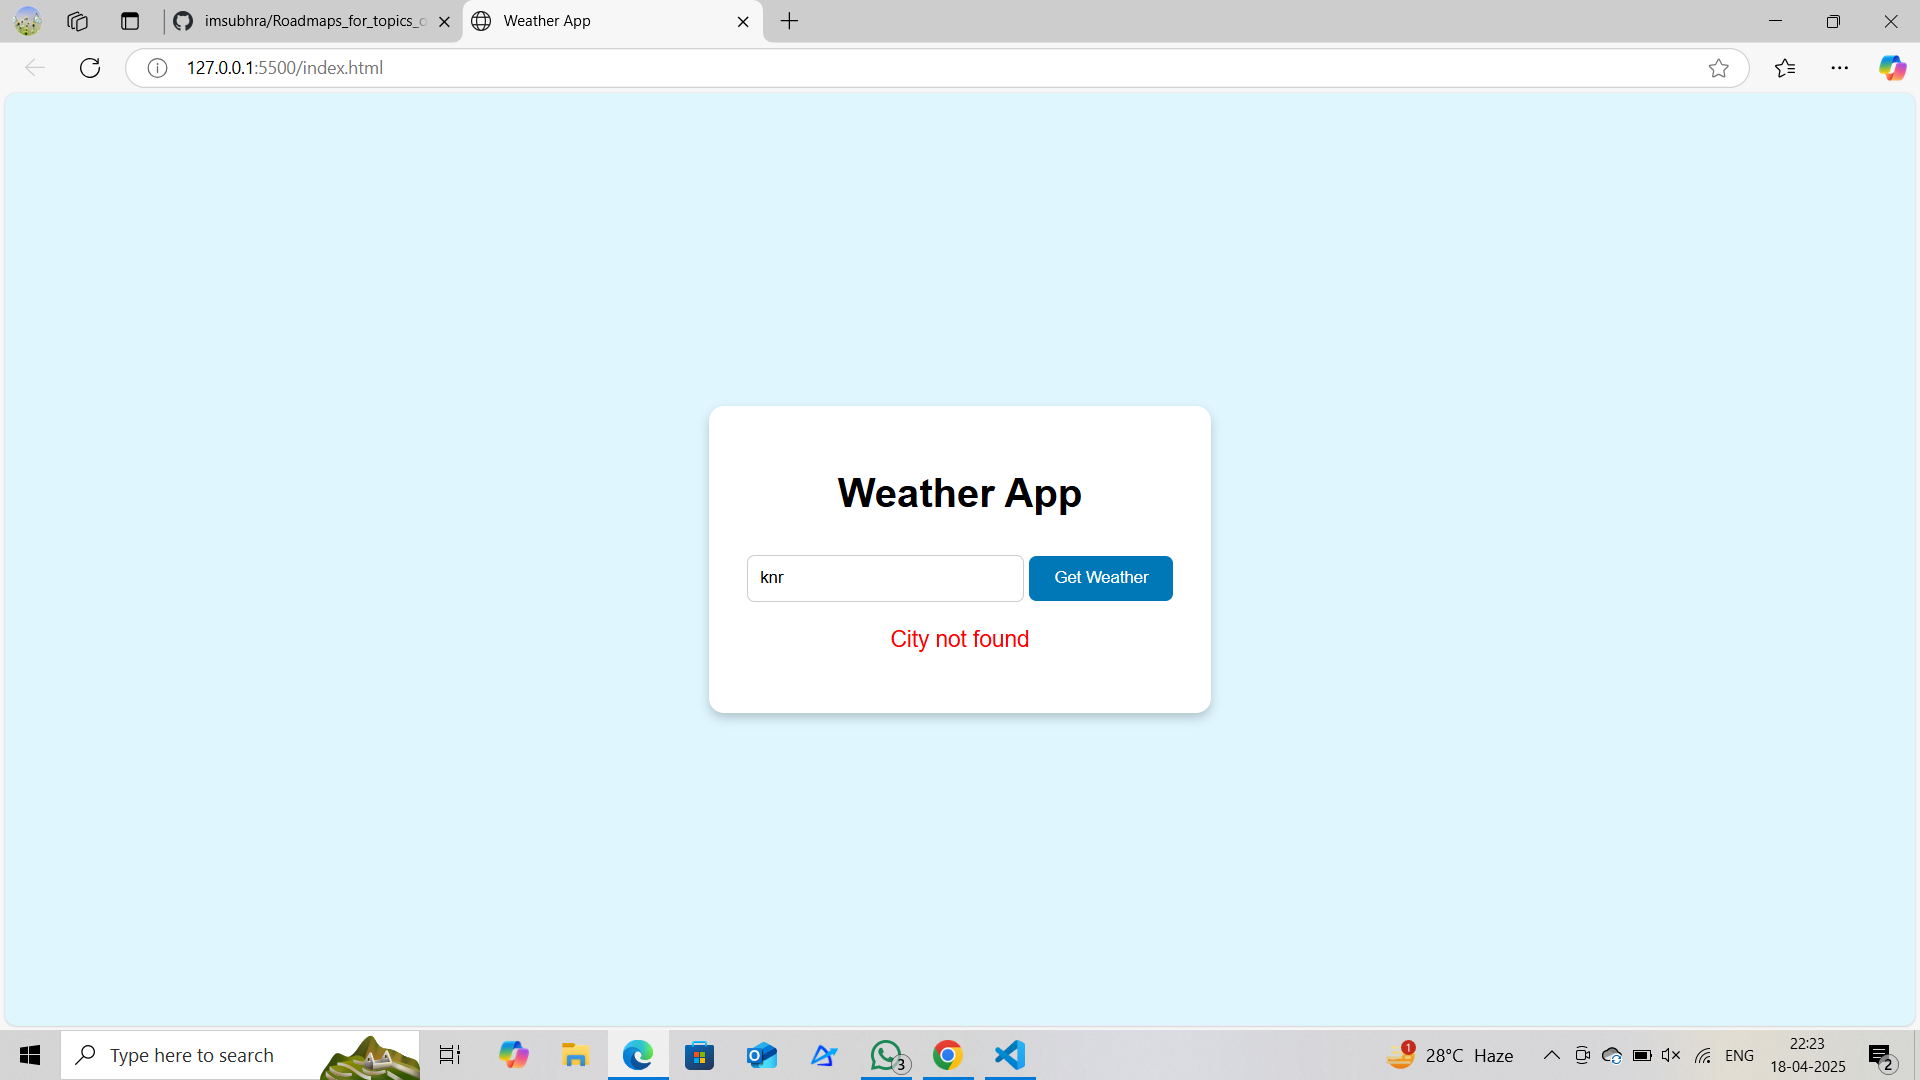 imsubhra/Roadmaps_for_topics_o
Weather App
127.0.0.1:5500/index.html
Weather App
knr
Get Weather
City not found
Type here to search
3
1
28°C Haze
ENG
22:23
18-04-2025
2